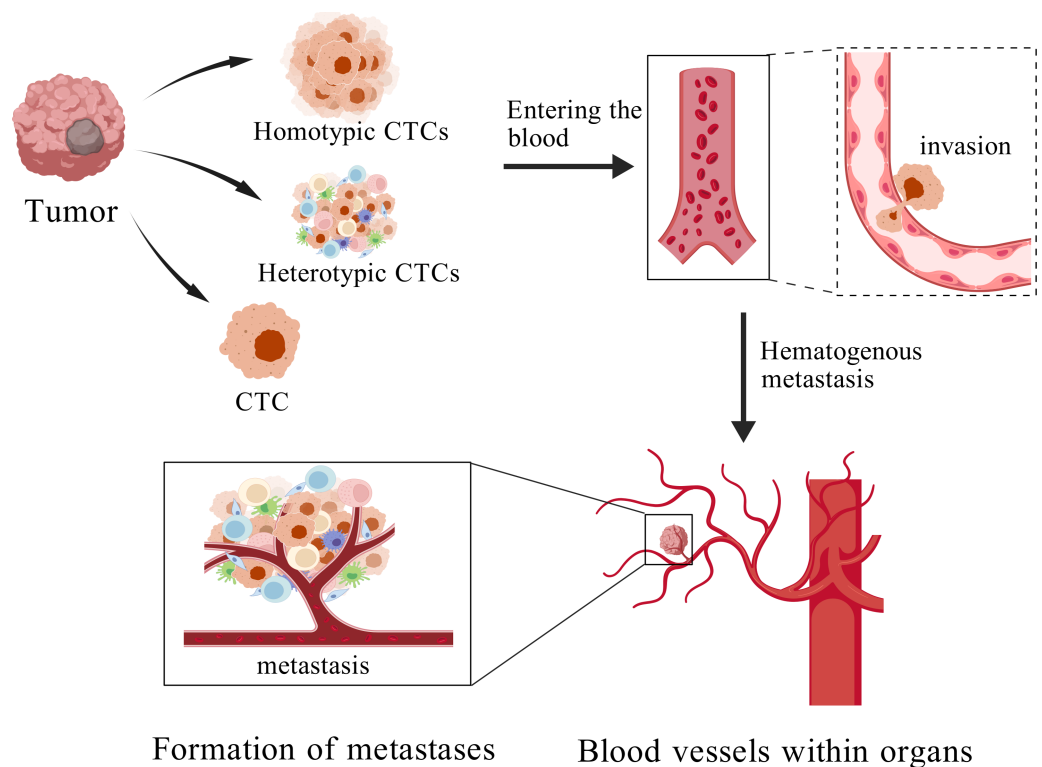 Homotypic CTCs
Tumor
Heterotypic CTCs
CTC
Entering the
blood
invasion
Hematogenous
metastasis
metastasis
Formation of metastases
Blood vessels within organs